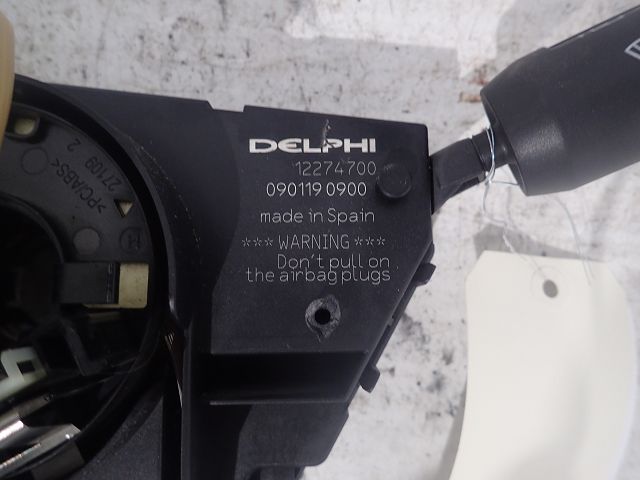 DELPHI
12274700
090119 0900
made in Spain
*** WARNING ***
Don't pull on
the airbag plugs
>PC/ABS<
27109 2